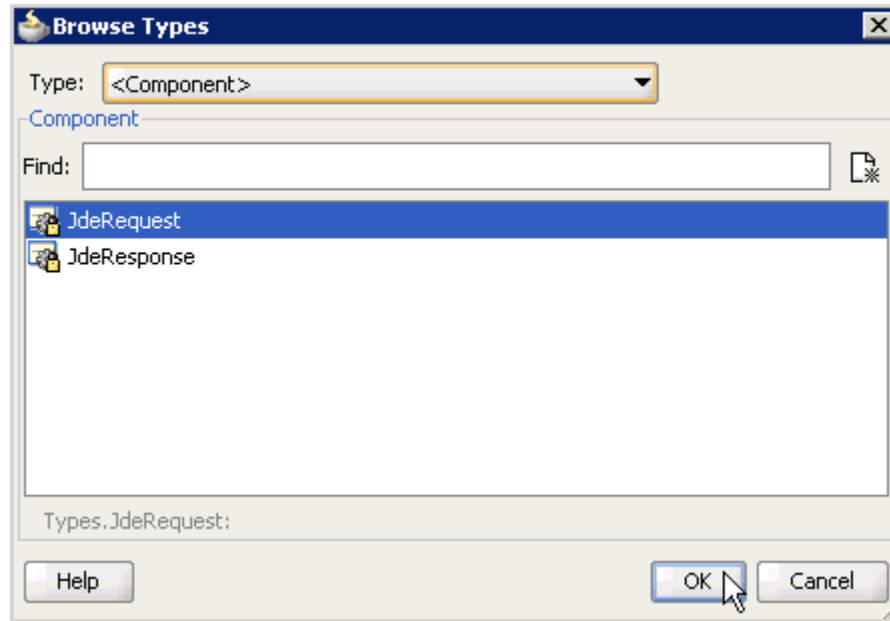 Browse Types
Type: <Component>
Component
Find:
JdeRequest
JdeResponse
Types.JdeRequest:
Help OK Cancel